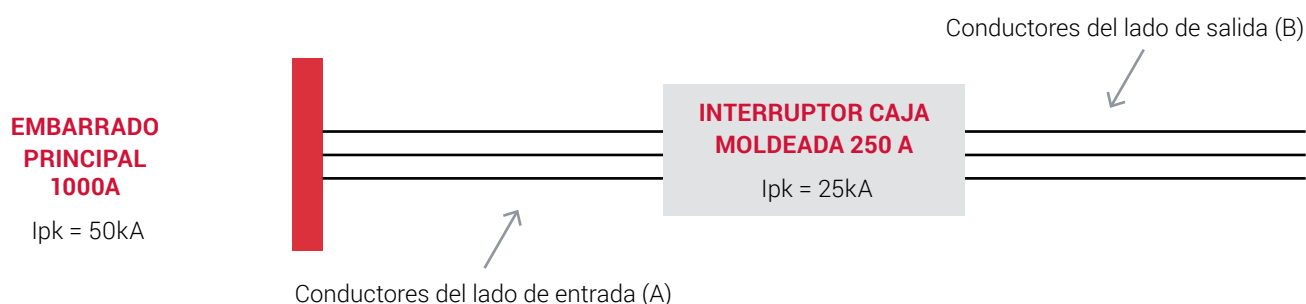 Conductores del lado de salida (B)
EMBARRADO
PRINCIPAL
1000A
Ipk = 50kA
INTERRUPTOR CAJA
MOLDEADA 250 A
Ipk = 25kA
Conductores del lado de entrada (A)